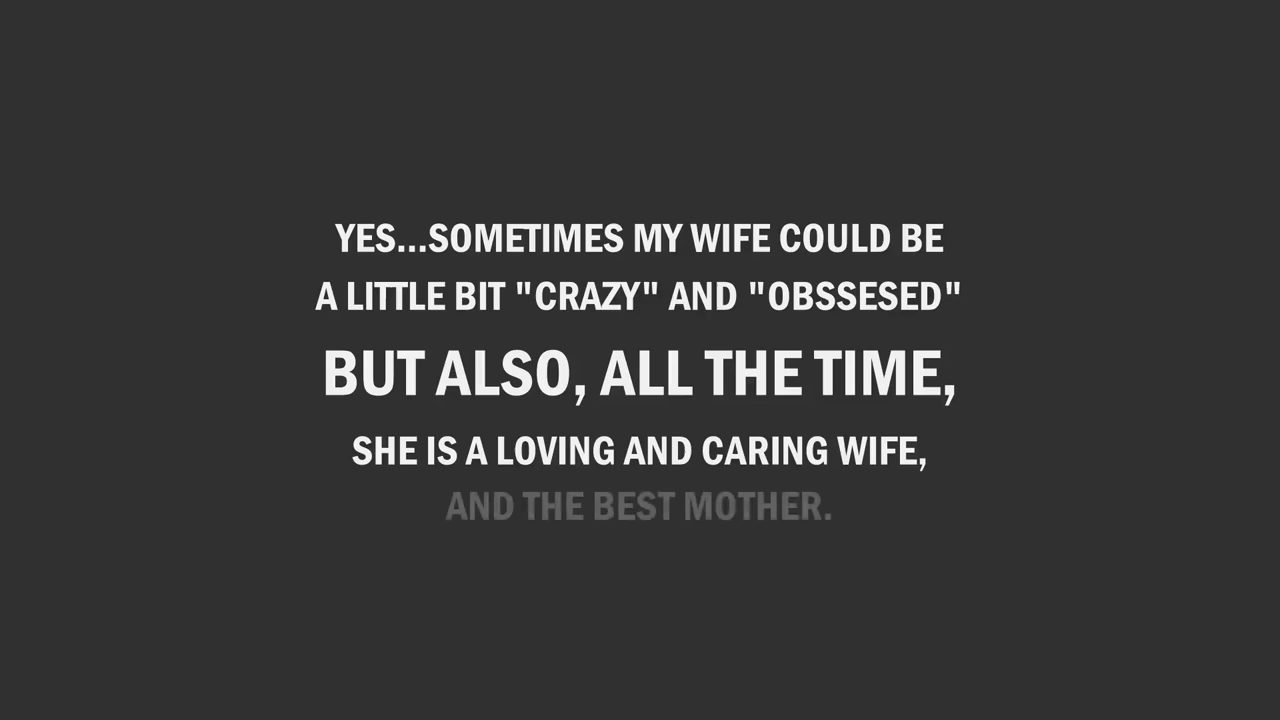 YES...SOMETIMES MY WIFE COULD BE
A LITTLE BIT "CRAZY" AND "OBSSESED"
BUT ALSO, ALL THE TIME,
SHE IS A LOVING AND CARING WIFE,
AND THE BEST MOTHER.